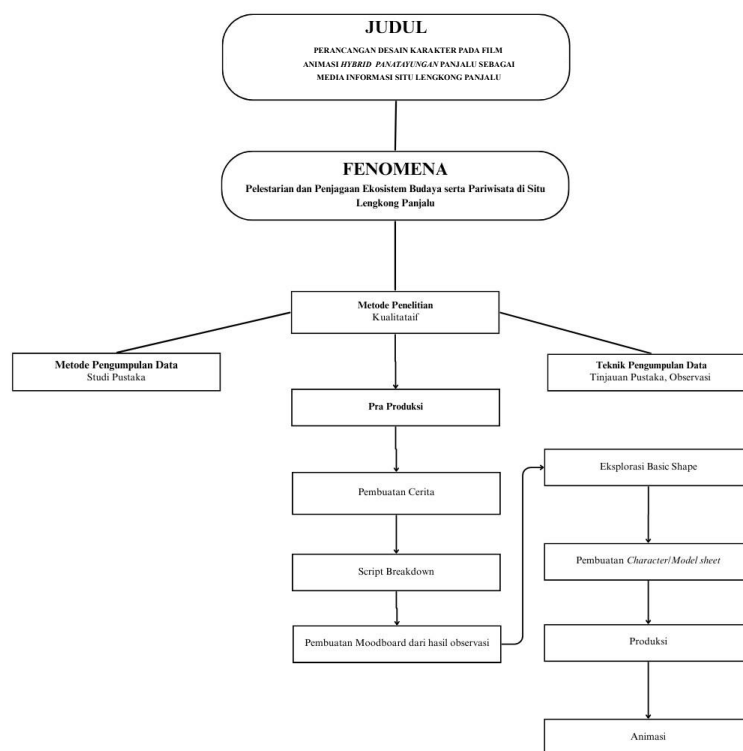 JUDUL
PERANCANGAN DESAIN KARAKTER PADA FILM
ANIMASI HYBRID PANATAYUNGAN PANJALU SEBAGAI
MEDIA INFORMASI SITU LENGKONG PANJALU
FENOMENA
Pelestarian dan Penjagaan Ekosistem Budaya serta Pariwisata di Situ
Lengkong Panjalu
Metode Penelitian
Kualitataif
Metode Pengumpulan Data
Studi Pustaka
Teknik Pengumpulan Data
Tinjauan Pustaka, Observasi
Pra Produksi
Pembuatan Cerita
Script Breakdown
Pembuatan Moodboard dari hasil observasi
Eksplorasi Basic Shape
Pembuatan Character/Model sheet
Produksi
Animasi